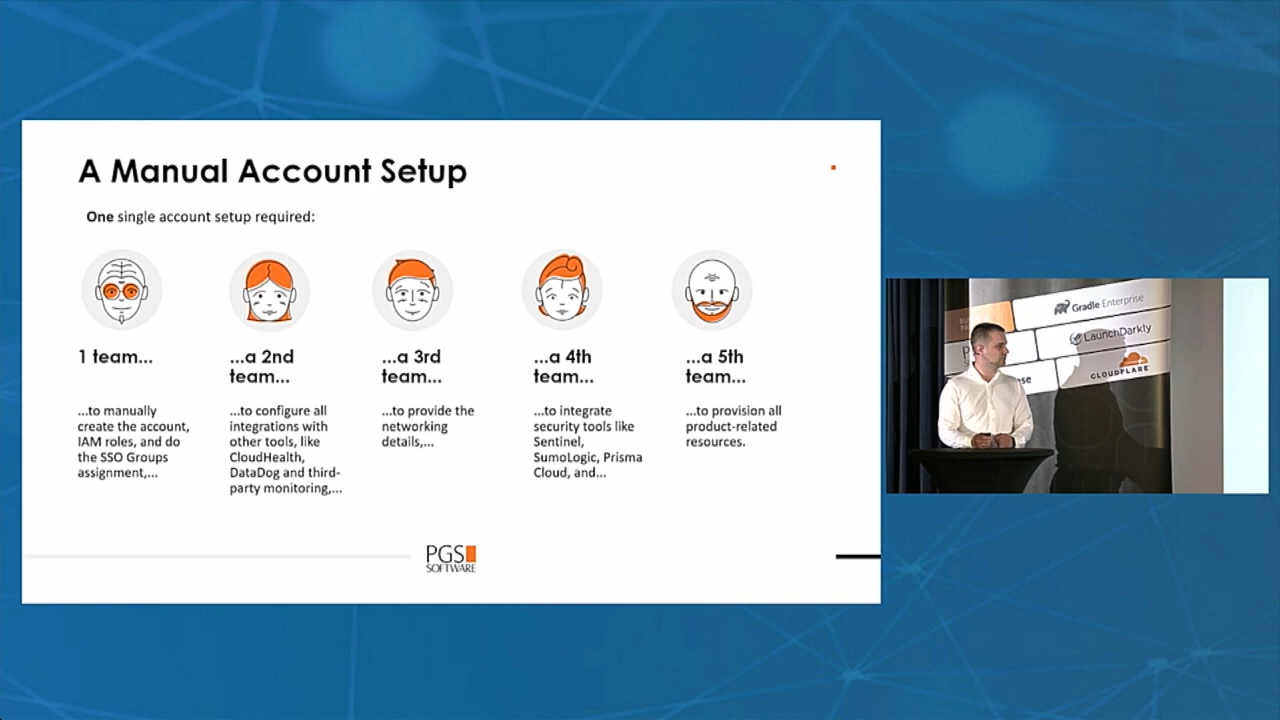 A Manual Account Setup
One single account setup required:
1 team...
...to manually
create the account,
IAM roles, and do
the SSO Groups
assignment,...
...a 2nd
team...
...to configure all
integrations with
other tools, like
CloudHealth,
DataDog and third-
party monitoring,...
...a 3rd
team...
...to provide the
networking
details,...
...a 4th
team...
...to integrate
security tools like
Sentinel,
SumoLogic, Prisma
Cloud, and...
...a 5th
team...
...to provision all
product-related
resources.
PGS
SOFTWARE
Gradle Enterprise
LaunchDarkly
CLOUDFLARE